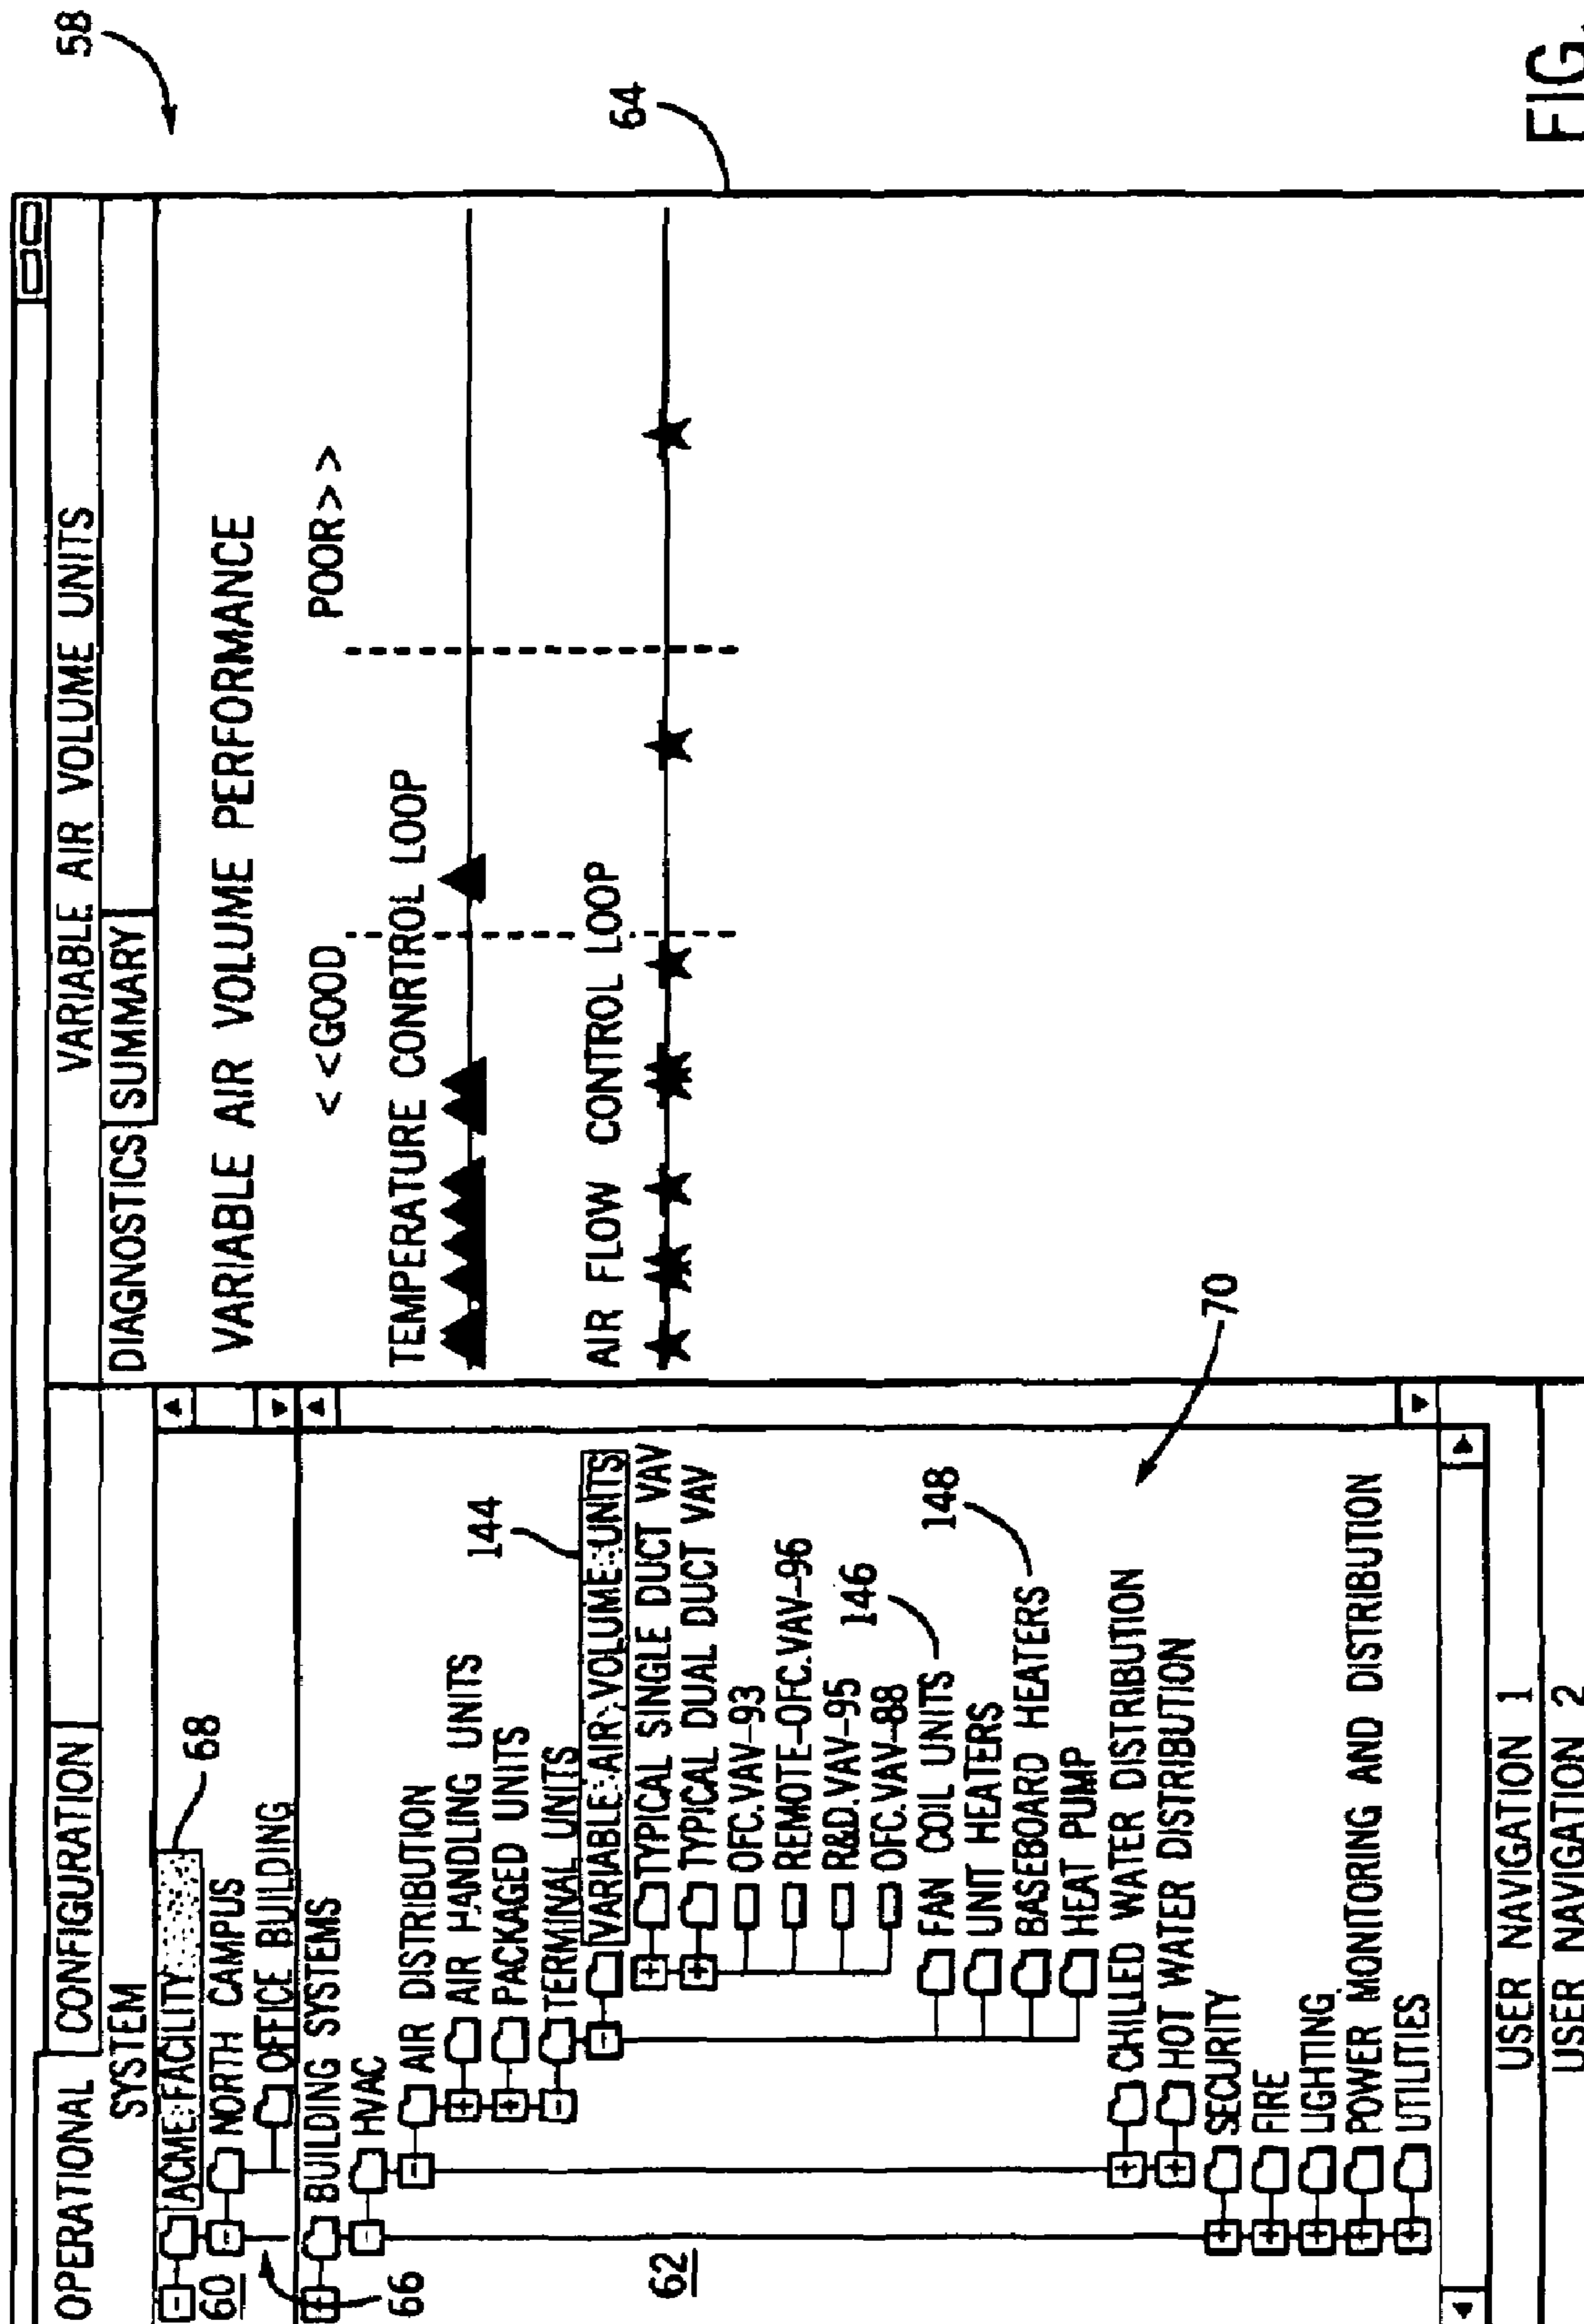 58
OPERATIONAL CONFIGURATION
VARIABLE AIR VOLUME UNITS
SYSTEM
DIAGNOSTICS SUMMARY
ACME FACILITY
68
60
NORTH CAMPUS
OFFICE BUILDING
66
VARIABLE AIR VOLUME PERFORMANCE
<<GOOD POOR>>
TEMPERATURE CONRTROL LOOP
AIR FLOW CONTROL LOOP
64
BUILDING SYSTEMS
HVAC
AIR DISTRIBUTION
AIR HANDLING UNITS
PACKAGED UNITS
TERMINAL UNITS
144
VARIABLE AIR VOLUME UNITS
TYPICAL SINGLE DUCT VAV
TYPICAL DUAL DUCT VAV
62
OFC.VAV-93
REMOTE-OFC.VAV-96
R&D.VAV-95
OFC.VAV-88
146
FAN COIL UNITS
148
UNIT HEATERS
BASEBOARD HEATERS
HEAT PUMP
70
CHILLED WATER DISTRIBUTION
HOT WATER DISTRIBUTION
SECURITY
FIRE
LIGHTING
POWER MONITORING AND DISTRIBUTION
UTILITIES
USER NAVIGATION 1
USER NAVIGATION 2
FIG.